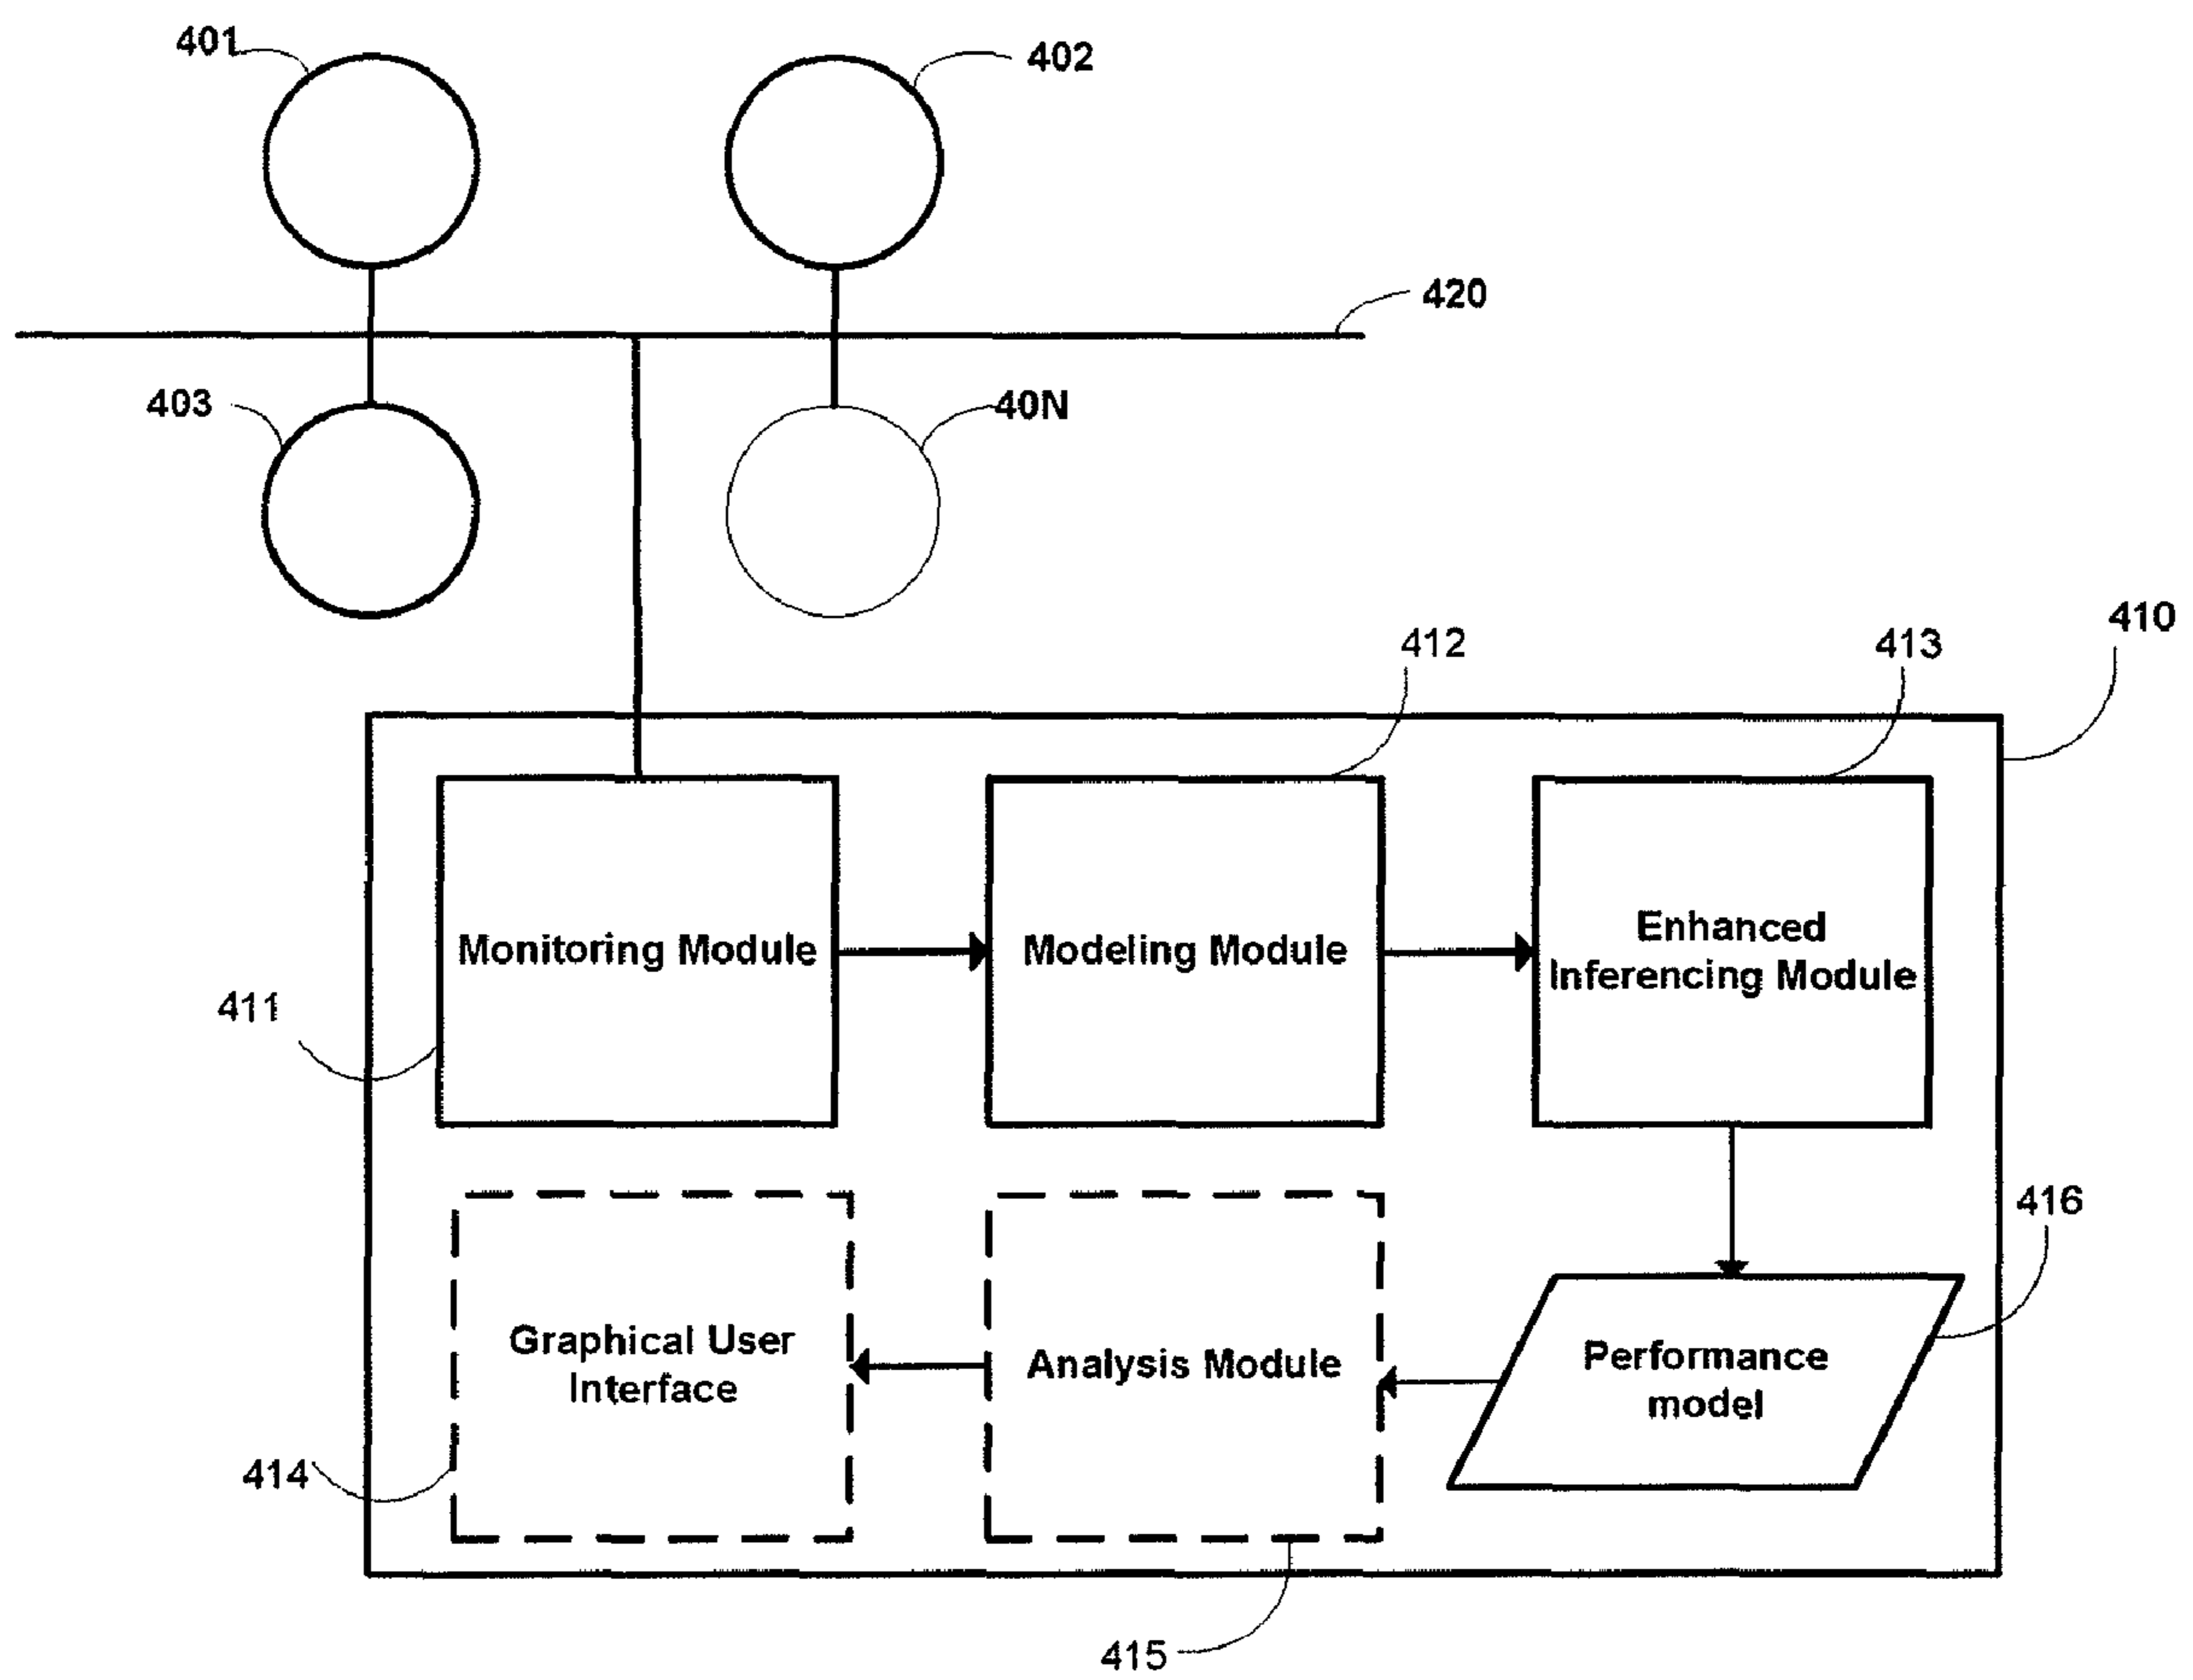 401
402
420
403
40N
410
412
413
Monitoring Module
Modeling Module
Enhanced
Inferencing Module
411
416
Graphical User
Interface
Analysis Module
Performance
model
414
415